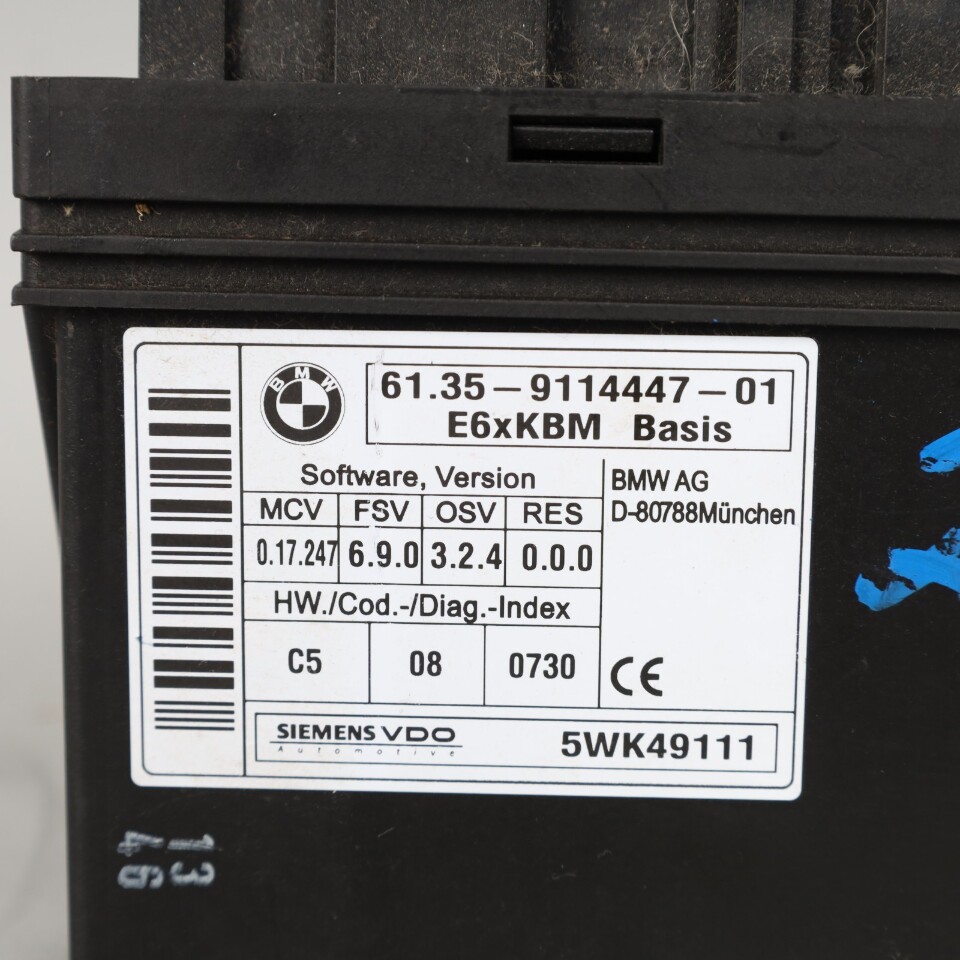 BMW
61.35-9114447-01
E6xKBM Basis
Software, Version
MCV FSV OSV RES
0.17.247 6.9.0 3.2.4 0.0.0
HW./Cod.-/Diag.-Index
C5 08 0730
BMW AG
D-80788München
CE
SIEMENS VDO
Automotive
5WK49111